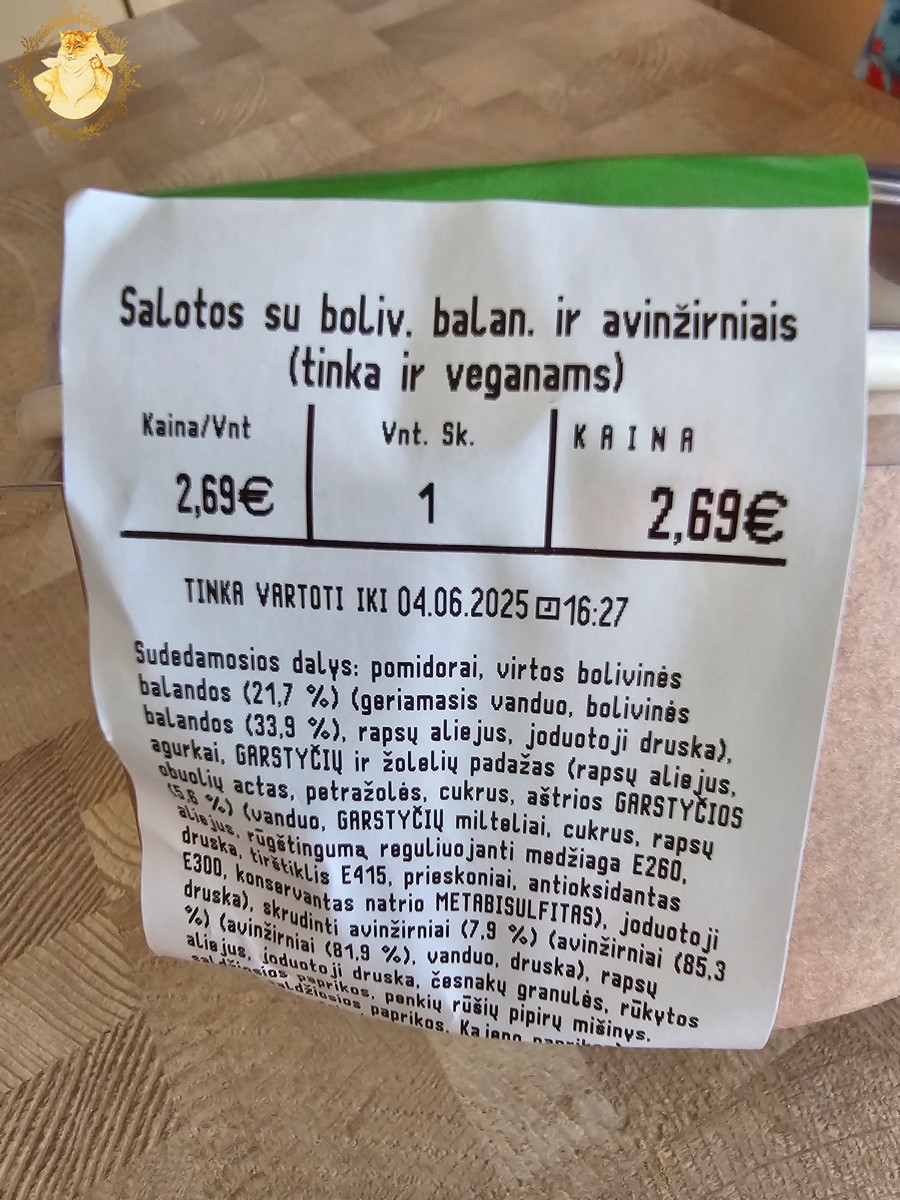 Salotos su boliv. balan. ir avinžirniais
(tinka ir veganams)
Kaina/Vnt
Vnt. Sk.
KAINA
2,69€
1
2,69€
TINKA VARTOTI IKI 04.06.2025 16:27
Sudedamosios dalys: pomidorai, virtos bolivinės
balandos (21,7 %) (geriamasis vanduo, bolivinės
balandos (33,9 %), rapsų aliejus, joduotoji druska),
agurkai, GARSTYČIŲ ir žolelių padažas (rapsų aliejus,
obuolių actas, petražolės, cukrus, aštrios GARSTYČIOS
(5,6 %) (vanduo, GARSTYČIŲ milteliai, cukrus, rapsų
aliejus, rūgštingumą reguliuojanti medžiaga E260,
druska, tirštiklis E415, prieskoniai, antioksidantas
E300, konservantas natrio METABISULFITAS), joduotoji
druska), skrudinti avinžirniai (7,9 %) (avinžirniai (85,3
%) (avinžirniai (81,9 %), vanduo, druska), rapsų
aliejus, joduotoji druska, česnakų granulės, rūkytos
saldžiosios paprikos, penkių rūšių pipirų mišinys,
saldžiosios paprikos, Kajeno